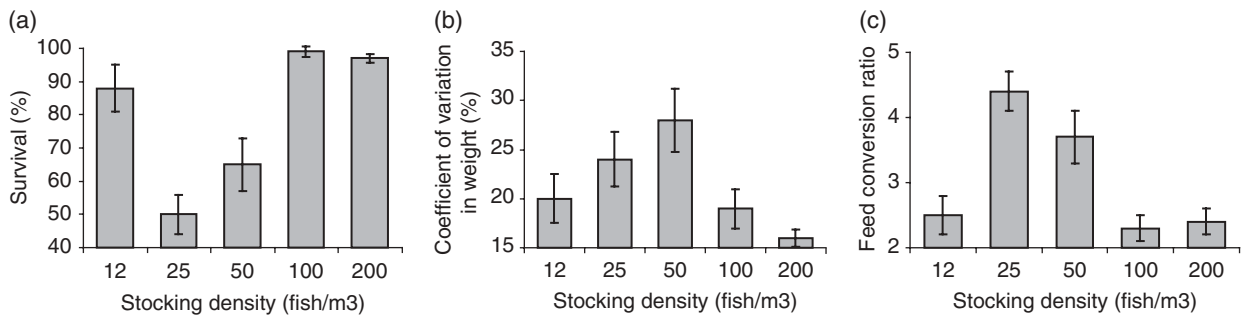 (a)
Survival (%)
100
90
80
70
60
50
40
12 25 50 100 200
Stocking density (fish/m3)
(b)
Coefficient of variation
in weight (%)
35
30
25
20
15
12 25 50 100 200
Stocking density (fish/m3)
(c)
Feed conversion ratio
5
4
3
2
12 25 50 100 200
Stocking density (fish/m3)